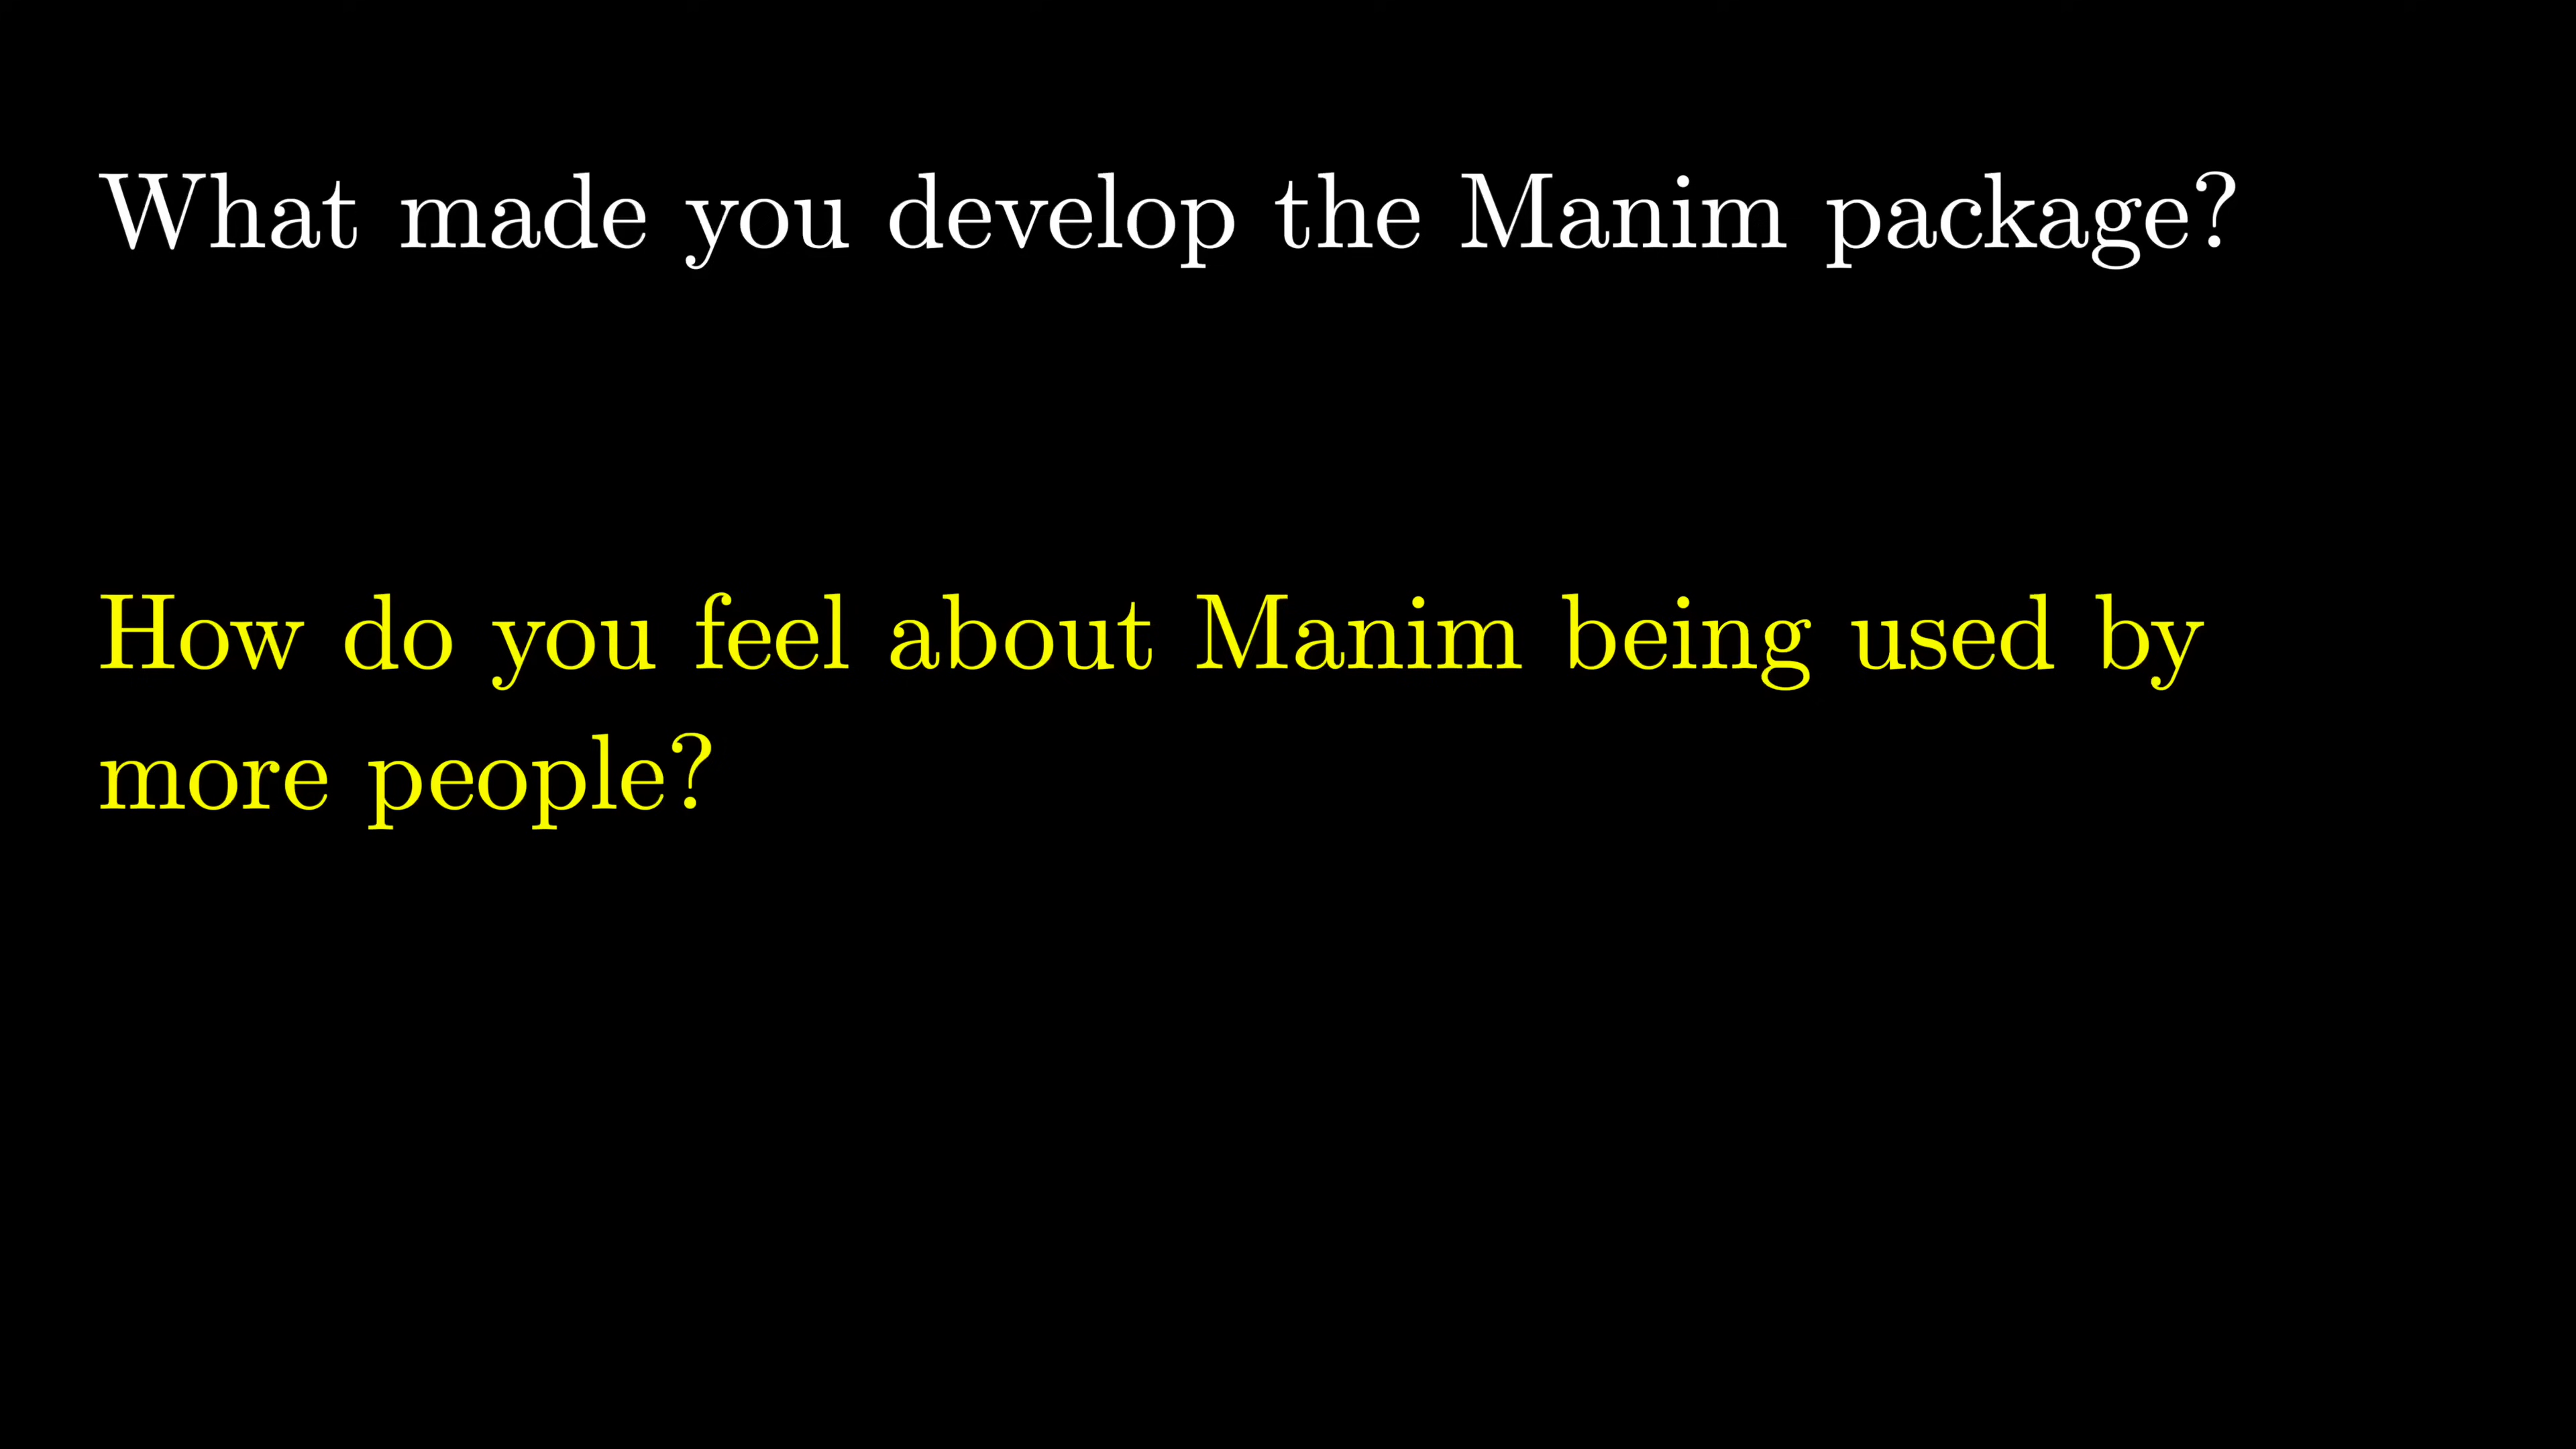 What made you develop the Manim package?
How do you feel about Manim being used by
more people?